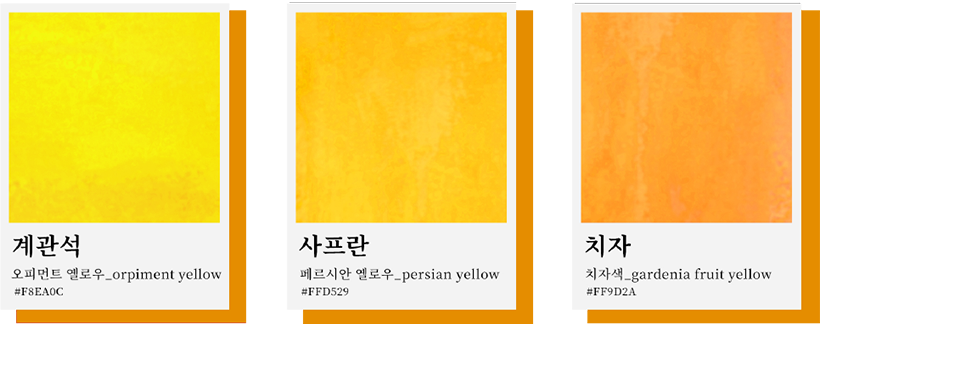 계관석
오피먼트 옐로우_orpiment yellow
#F8EA0C
사프란
페르시안 옐로우_persian yellow
#FFD529
치자
치자색_gardenia fruit yellow
#FF9D2A